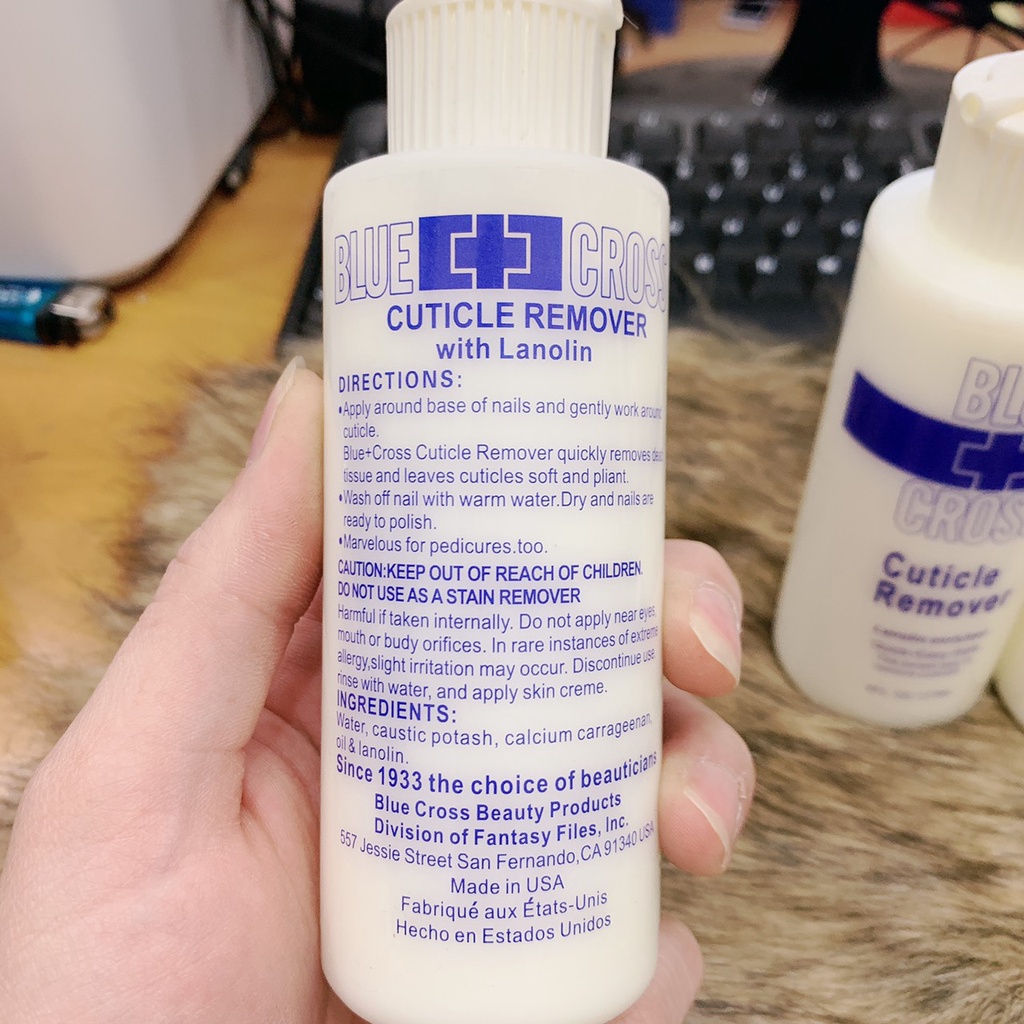 BLUE CROSS
CUTICLE REMOVER
with Lanolin
DIRECTIONS:
•Apply around base of nails and gently work around
cuticle.
Blue+Cross Cuticle Remover quickly removes dead
tissue and leaves cuticles soft and pliant.
•Wash off nail with warm water.Dry and nails are
ready to polish.
•Marvelous for pedicures.too.
CAUTION:KEEP OUT OF REACH OF CHILDREN.
DO NOT USE AS A STAIN REMOVER
Harmful if taken internally. Do not apply near eyes,
mouth or body orifices. In rare instances of extreme
allergy,slight irritation may occur. Discontinue use,
rinse with water, and apply skin creme.
INGREDIENTS:
Water, caustic potash, calcium carrageenan,
oil & lanolin.
Since 1933 the choice of beauticians
Blue Cross Beauty Products
Division of Fantasy Files, Inc.
557 Jessie Street San Fernando,CA 91340 USA
Made in USA
Fabriqué aux États-Unis
Hecho en Estados Unidos
BLU
CROSS
Cuticle
Remover